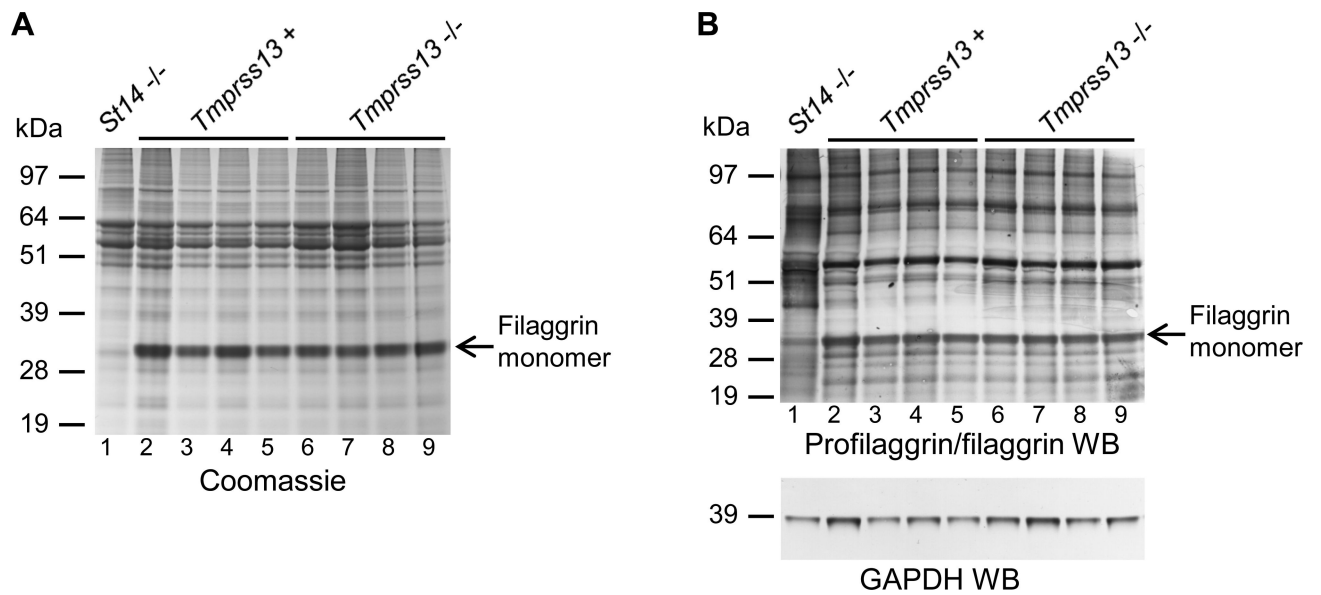 A
St14 -/-
Tmprss13 +
Tmprss13 -/-
kDa
97
64
51
39
28
19
Filaggrin
monomer
1 2 3 4 5 6 7 8 9
Coomassie
B
St14 -/-
Tmprss13 +
Tmprss13 -/-
kDa
97
64
51
39
28
19
Filaggrin
monomer
1 2 3 4 5 6 7 8 9
Profilaggrin/filaggrin WB
39
GAPDH WB